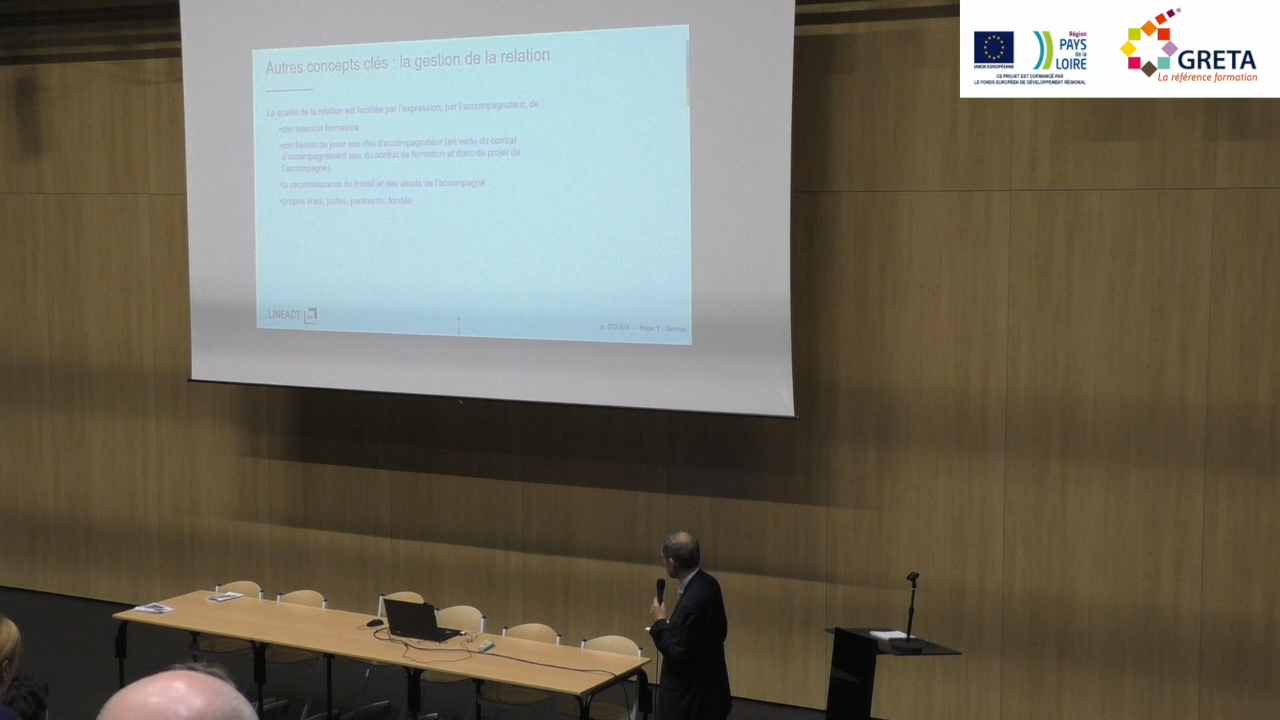 Autres concepts clés : la gestion de la relation
La qualité de la relation est facilitée par l'expression, par l'accompagnateur, de :
•son intention formatrice
•son besoin de jouer son rôle d'accompagnateur (en vertu du contrat
d'accompagnement issu du contrat de formation et donc du projet de
l'accompagné)
•la reconnaissance du travail et des atouts de l'accompagné
•propos vrais, justes, pertinents, fondés
LINEACT
UNION EUROPÉENNE
Région
PAYS
de la
LOIRE
CE PROJET EST COFINANCÉ PAR
LE FONDS EUROPÉEN DE DÉVELOPPEMENT RÉGIONAL
GRETA
La référence formation